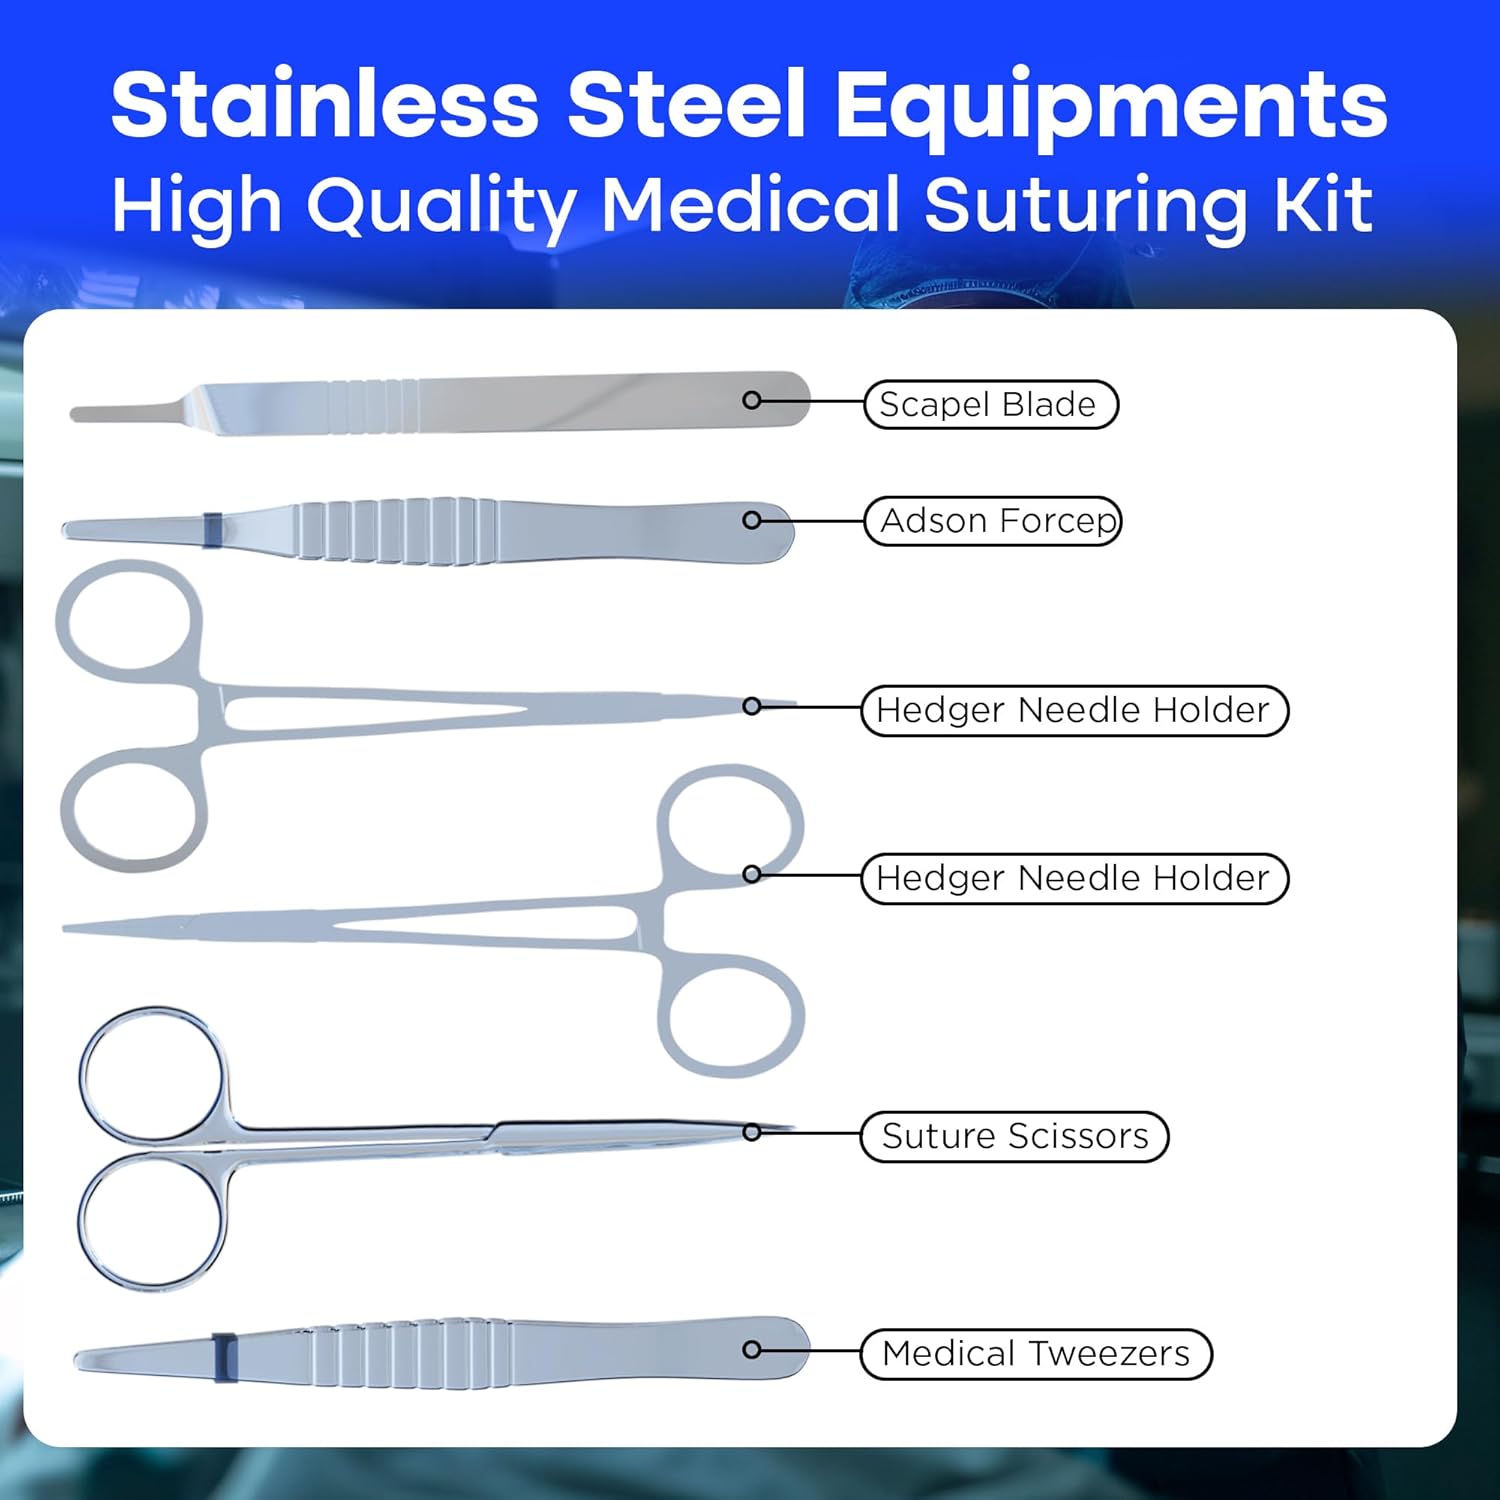 Stainless Steel Equipments
High Quality Medical Suturing Kit
Scapel Blade
Adson Forcep
Hedger Needle Holder
Hedger Needle Holder
Suture Scissors
Medical Tweezers